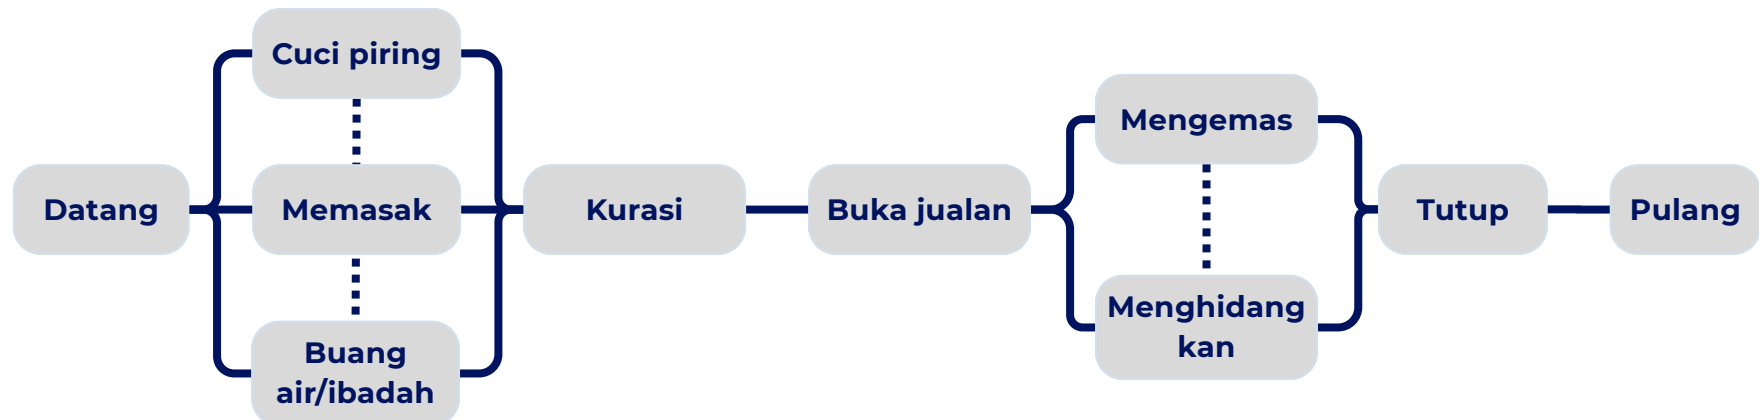 Datang
Cuci piring
Memasak
Buang
air/ibadah
Kurasi
Buka jualan
Mengemas
Menghidang
kan
Tutup
Pulang